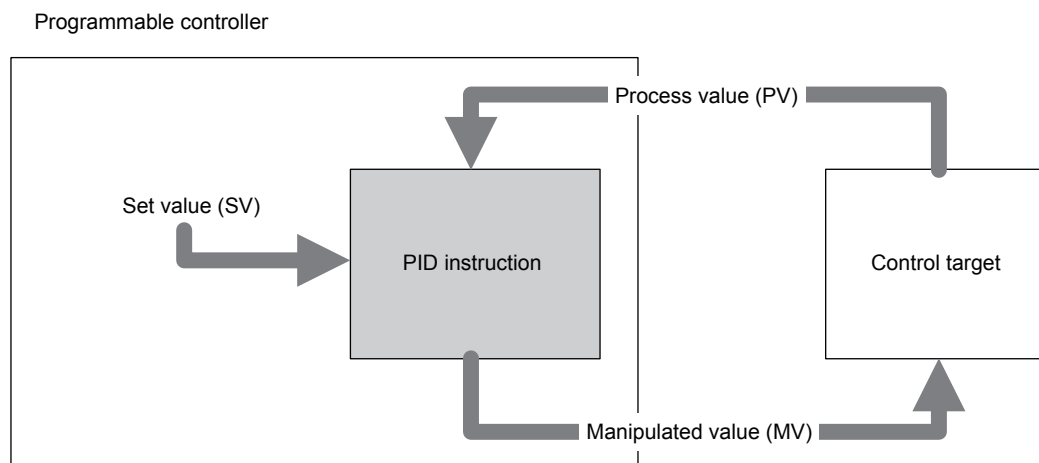 Programmable controller
Process value (PV)
Set value (SV)
PID instruction
Control target
Manipulated value (MV)